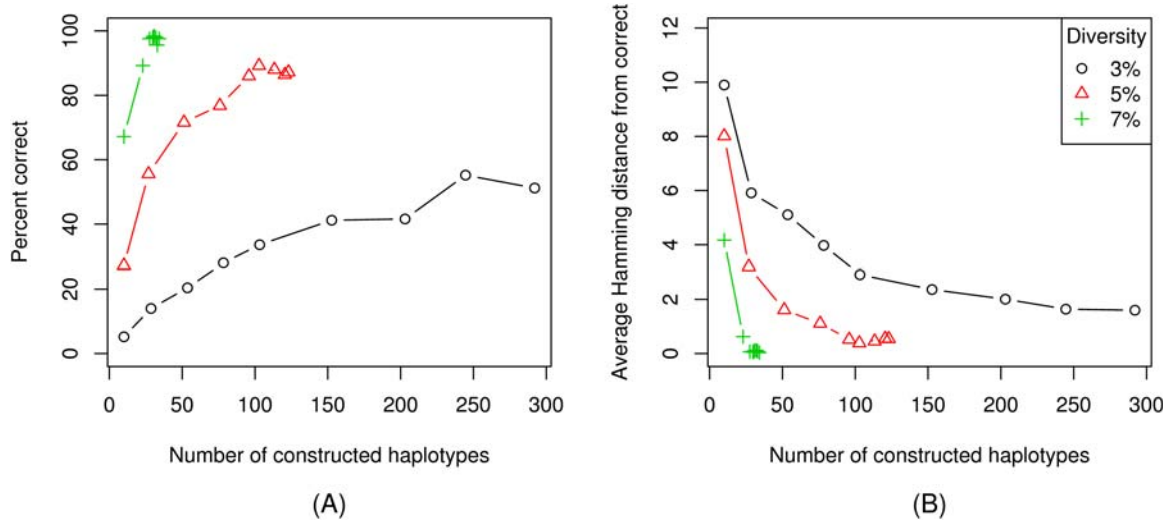 Percent correct
100
80
60
40
20
0
0 50 100 150 200 250 300
Number of constructed haplotypes
(A)
Average Hamming distance from correct
12
10
8
6
4
2
0
Diversity
3%
5%
7%
0 50 100 150 200 250 300
Number of constructed haplotypes
(B)